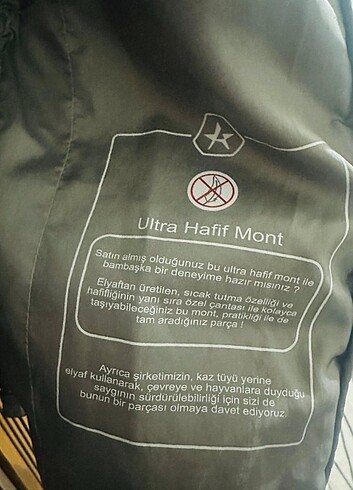 Ultra Hafif Mont
Satın almış olduğunuz bu ultra hafif mont ile
bambaşka bir deneyime hazır mısınız ?
Elyaftan üretilen, sıcak tutma özelliği ve
hafifliğinin yanı sıra özel çantası ile kolayca
taşıyabileceğiniz bu mont, pratikliği ile de
tam aradığınız parça !
Ayrıca şirketimizin, kaz tüyü yerine
elyaf kullanarak, çevreye ve hayvanlara duyduğu
saygının sürdürülebilirliği için sizi de
bunun bir parçası olmaya davet ediyoruz